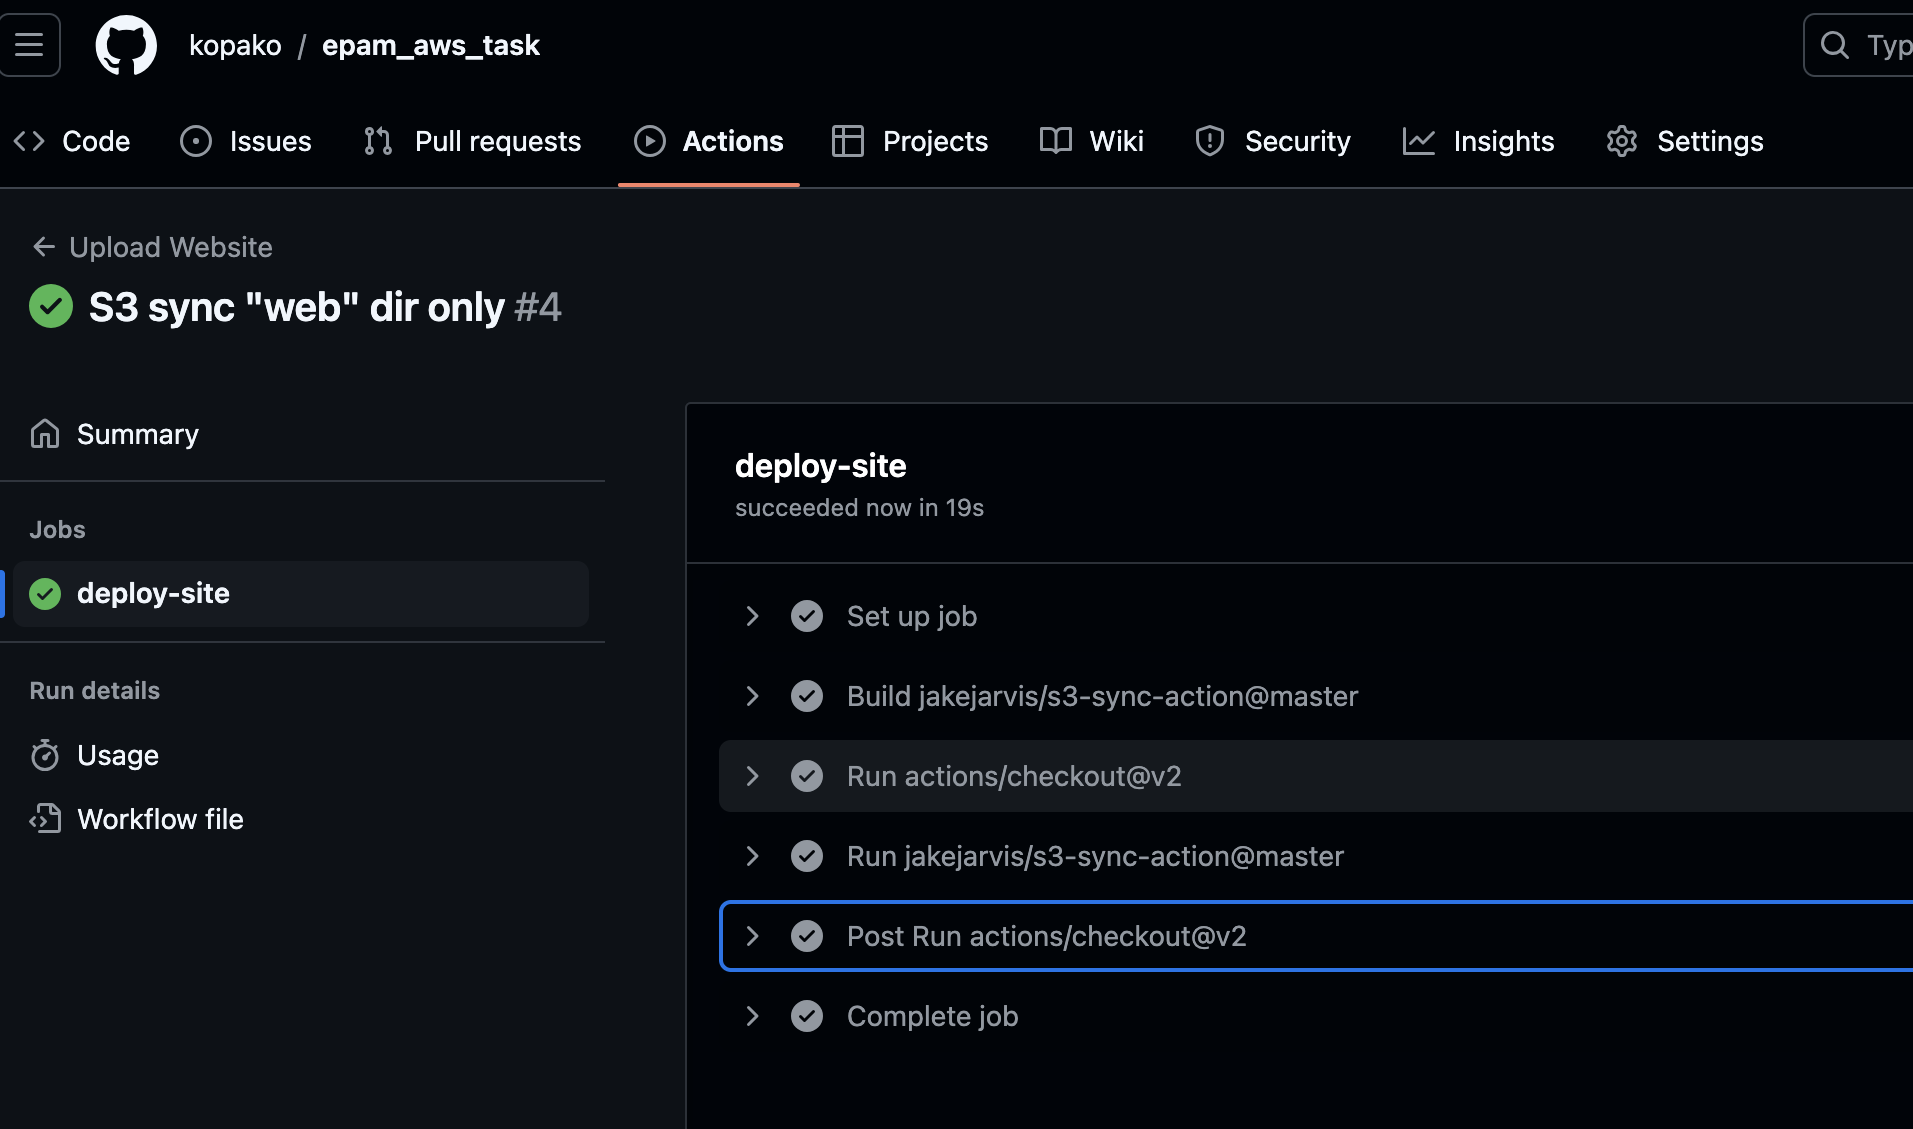 kopako / epam_aws_task
Typ
Code Issues Pull requests Actions Projects Wiki Security Insights Settings
Upload Website
S3 sync "web" dir only #4
Summary
Jobs
deploy-site
Run details
Usage
Workflow file
deploy-site
succeeded now in 19s
Set up job
Build jakejarvis/s3-sync-action@master
Run actions/checkout@v2
Run jakejarvis/s3-sync-action@master
Post Run actions/checkout@v2
Complete job